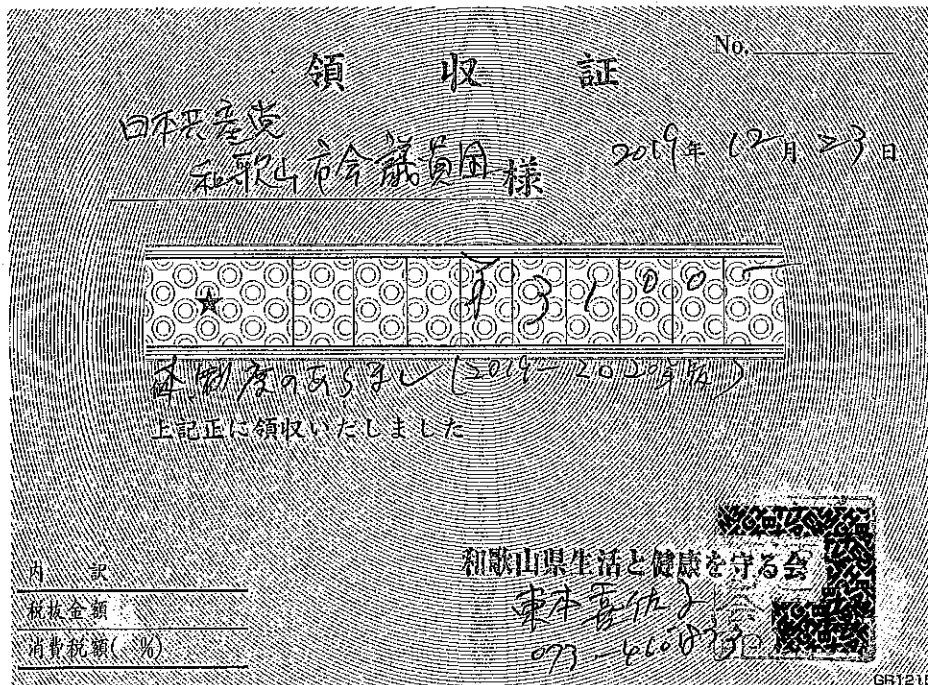 No.
領収証
日本共産党
和歌山市会議員団 様
2019年12月23日
★ ¥3100-
制度のあらまし(2019-2020年版)
上記正に領収いたしました
内訳
税抜金額
消費税額( %)
和歌山県生活と健康を守る会
073-
GR121B